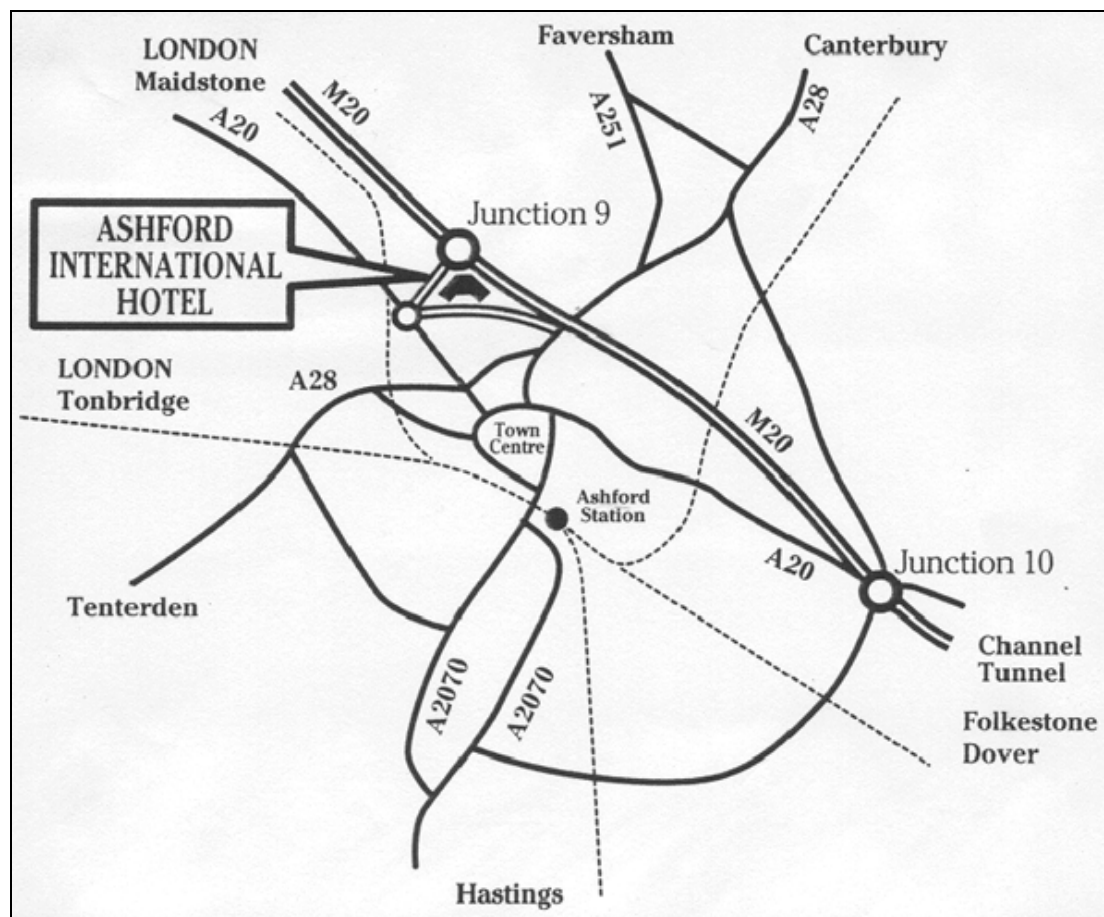 Faversham
Canterbury
LONDON
Maidstone
M20
A20
A251
A28
Junction 9
ASHFORD
INTERNATIONAL
HOTEL
LONDON
Tonbridge
A28
Town
Centre
M20
Ashford
Station
A20
Junction 10
Tenterden
A2070
A2070
Channel
Tunnel
Folkestone
Dover
Hastings